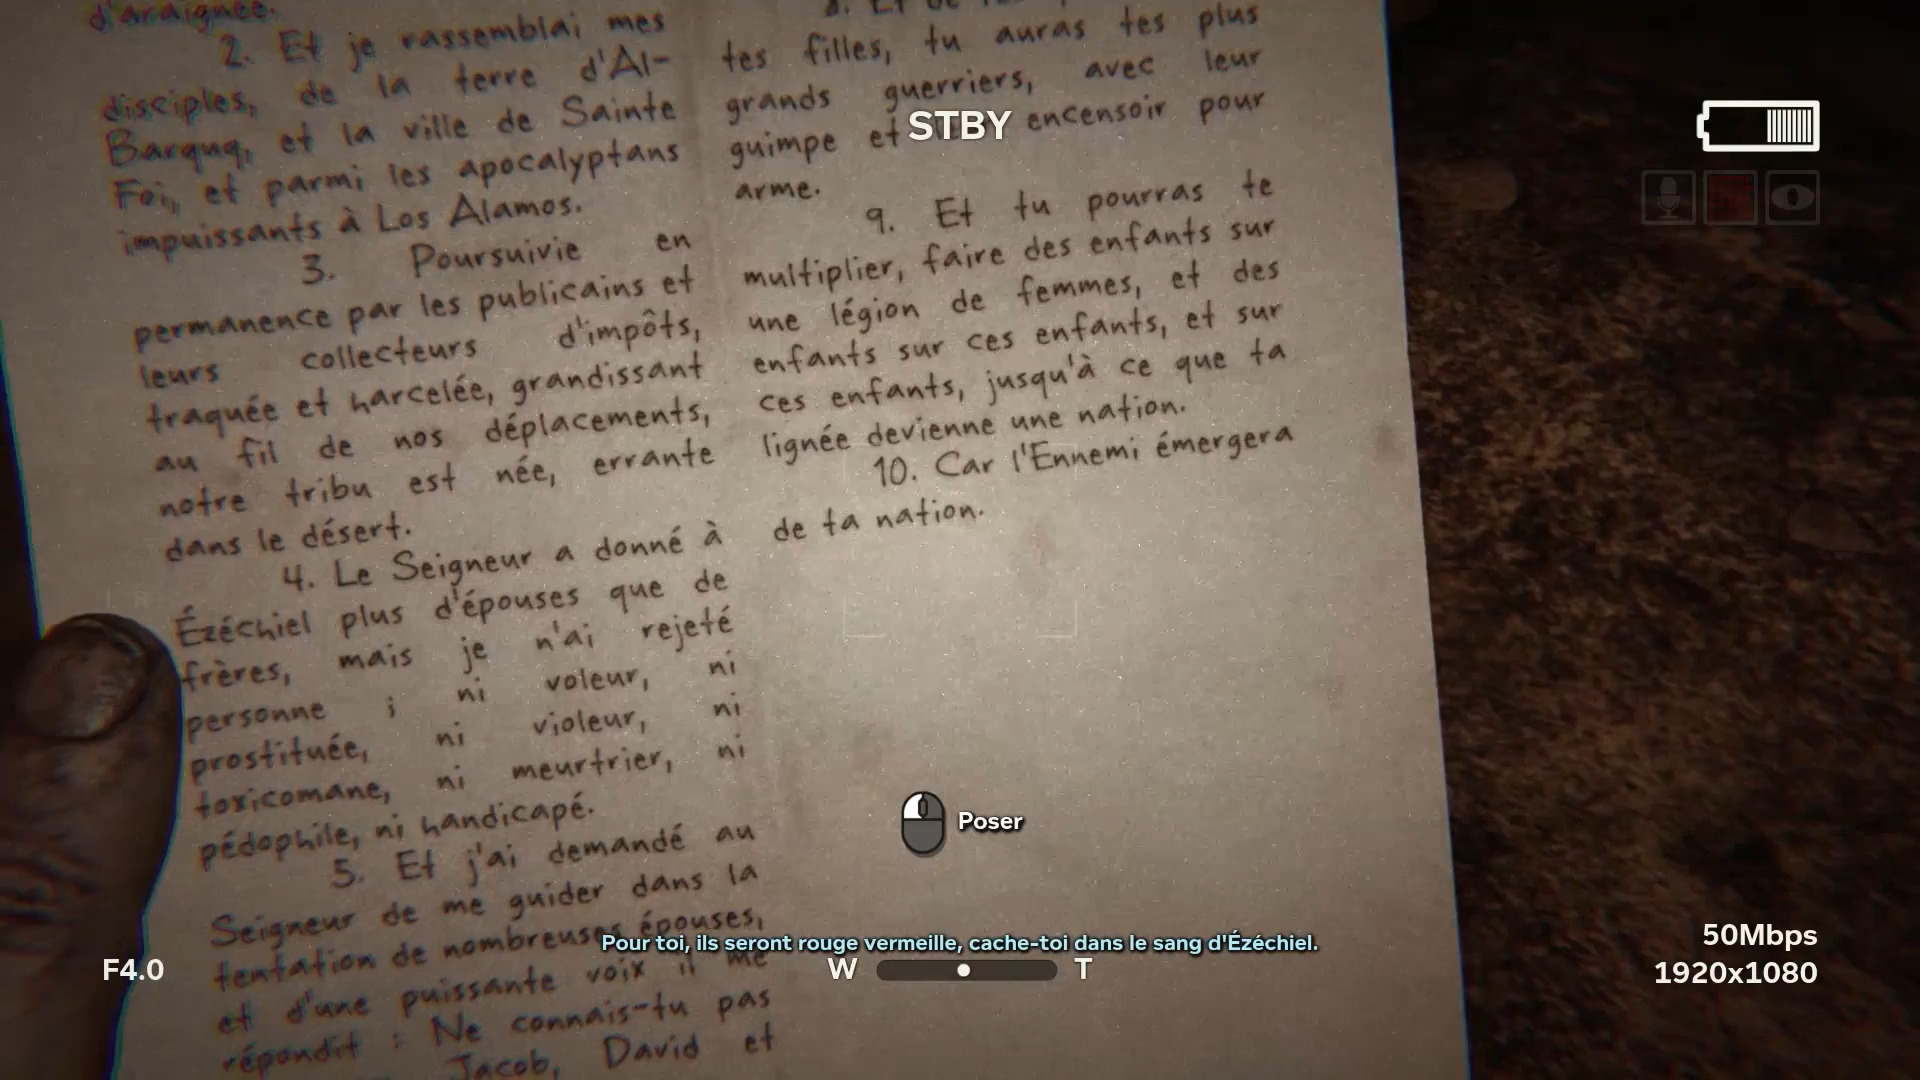 d'araignée.
2. Et je rassemblai mes
disciples, de la terre d'Al-
Barquq, et la ville de Sainte
Foi, et parmi les apocalyptans
impuissants à Los Alamos.
3. Poursuivie en
permanence par les publicains et
leurs collecteurs d'impôts,
traquée et harcelée, grandissant
au fil de nos déplacements,
notre tribu est née, errante
dans le désert.
4. Le Seigneur a donné à
Ézéchiel plus d'épouses que de
frères, mais je n'ai rejeté
personne : ni voleur, ni
prostituée, ni violeur, ni
toxicomane, ni meurtrier, ni
pédophile, ni handicapé.
5. Et j'ai demandé au
Seigneur de me guider dans la
tentation de nombreuses épouses,
et d'une puissante voix il me
répondit : Ne connais-tu pas
Jacob, David et
8. Et de
tes filles, tu auras tes plus
grands guerriers, avec leur
guimpe et encensoir pour
arme.
9. Et tu pourras te
multiplier, faire des enfants sur
une légion de femmes, et des
enfants sur ces enfants, et sur
ces enfants, jusqu'à ce que ta
lignée devienne une nation.
10. Car l'Ennemi émergera
de ta nation.
STBY
Poser
Pour toi, ils seront rouge vermeille, cache-toi dans le sang d'Ézéchiel.
F4.0
W T
50Mbps
1920x1080